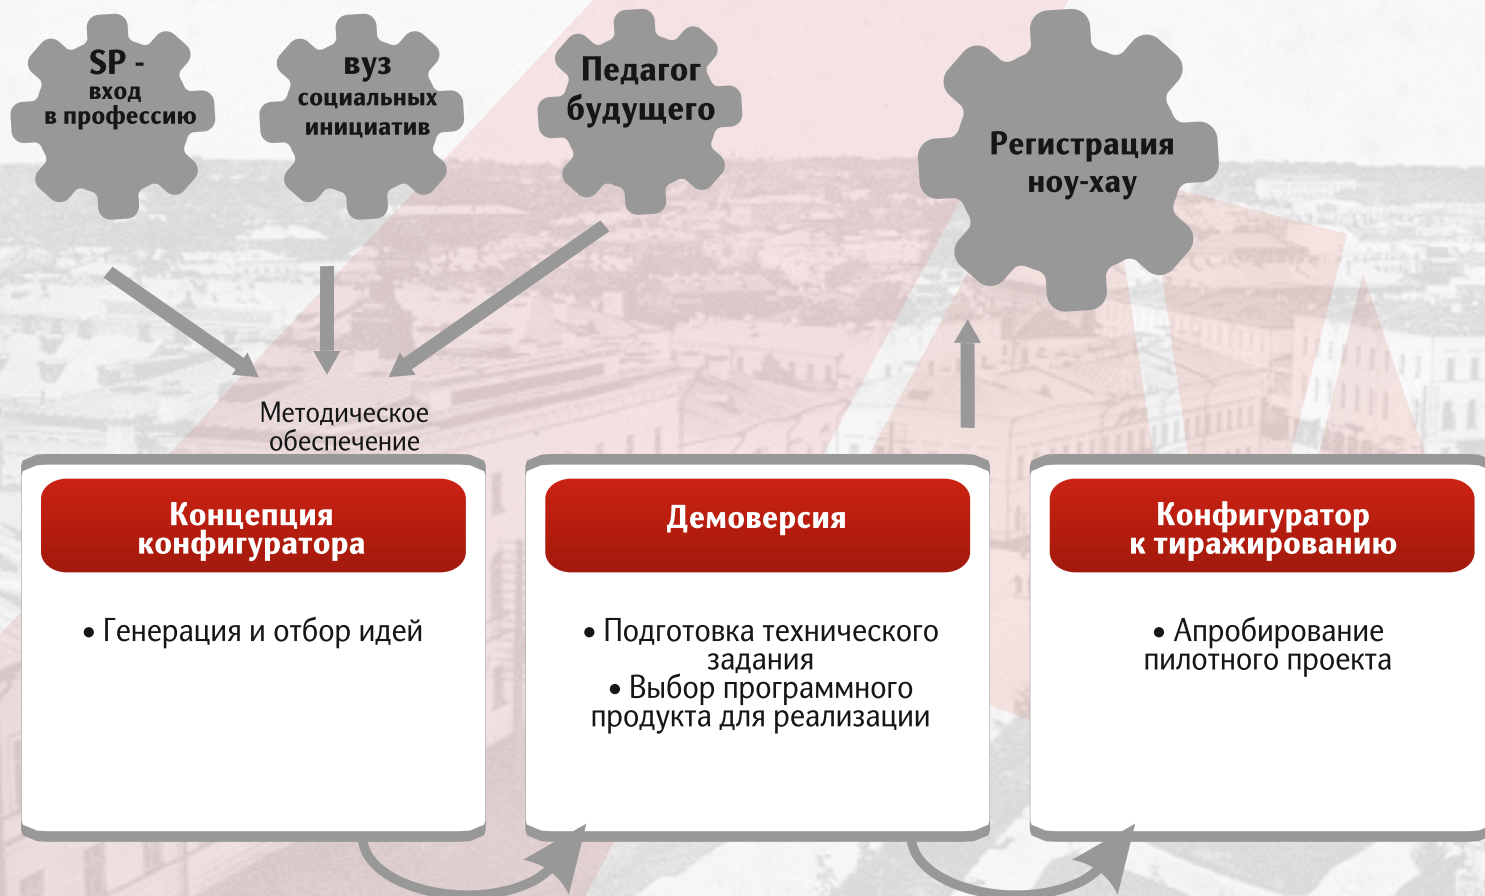 SP -
вход
в профессию
вуз
социальных
инициатив
Педагог
будущего
Регистрация
ноу-хау
Методическое
обеспечение
Концепция
конфигуратора
• Генерация и отбор идей
Демоверсия
• Подготовка технического
задания
• Выбор программного
продукта для реализации
Конфигуратор
к тиражированию
• Апробирование
пилотного проекта